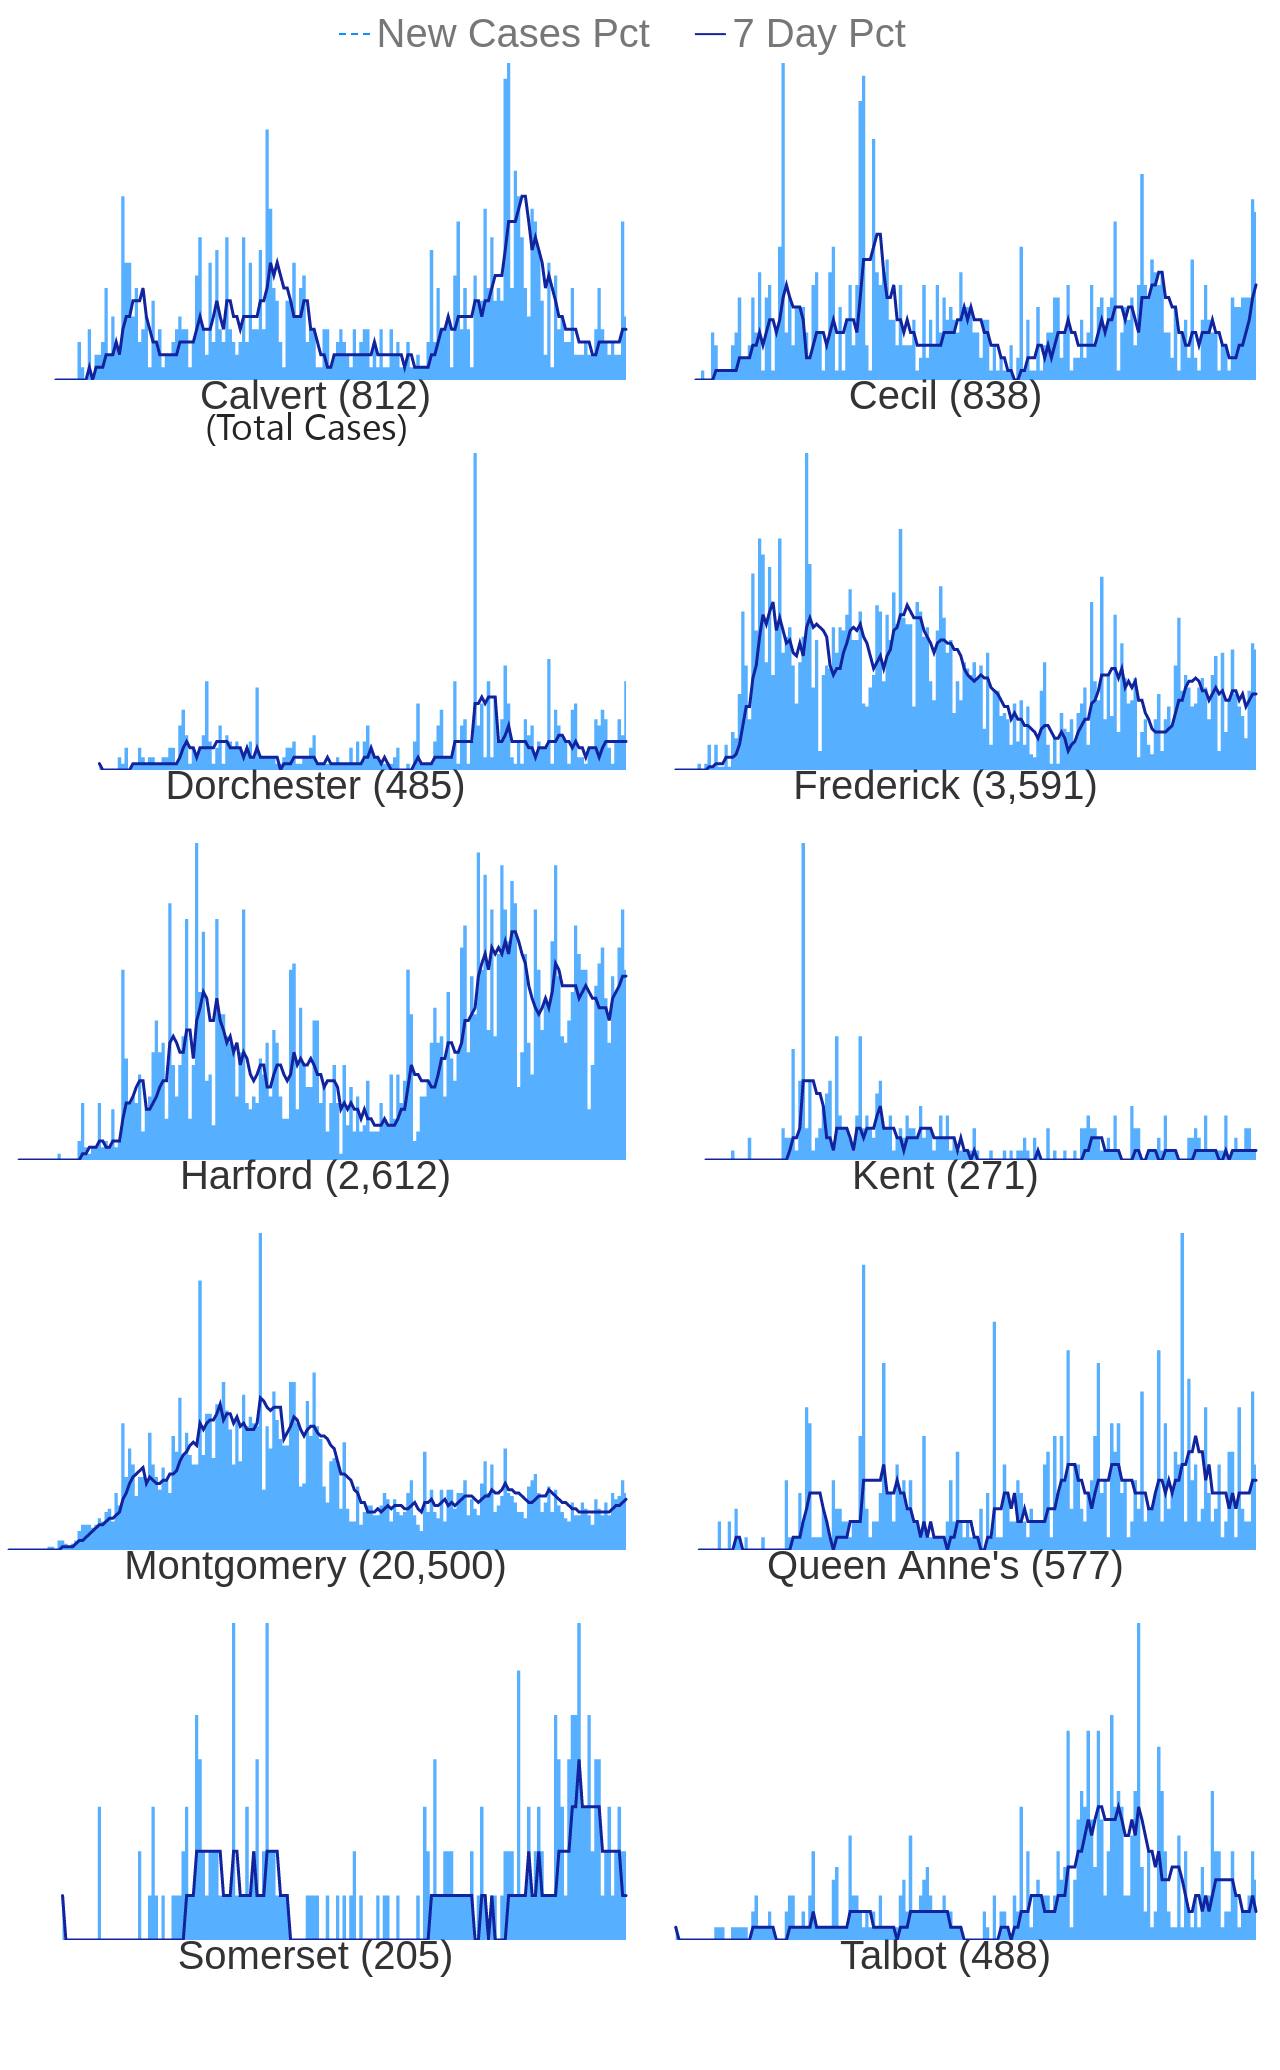 New Cases Pct 7 Day Pct
Calvert (812) Cecil (838)
(Total Cases)
Dorchester (485) Frederick (3,591)
Harford (2,612) Kent (271)
Montgomery (20,500) Queen Anne's (577)
Somerset (205) Talbot (488)